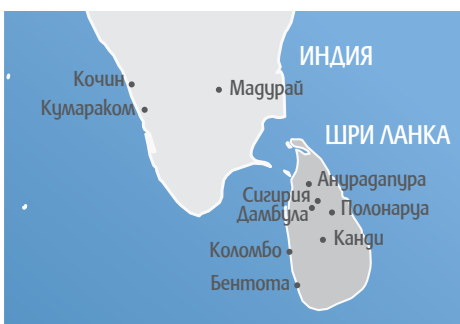 ИНДИЯ
Кочин
Мадурай
Кумараком
ШРИ ЛАНКА
Анурадапура
Сигирия
Дамбула
Полонаруа
Канди
Коломбо
Бентота